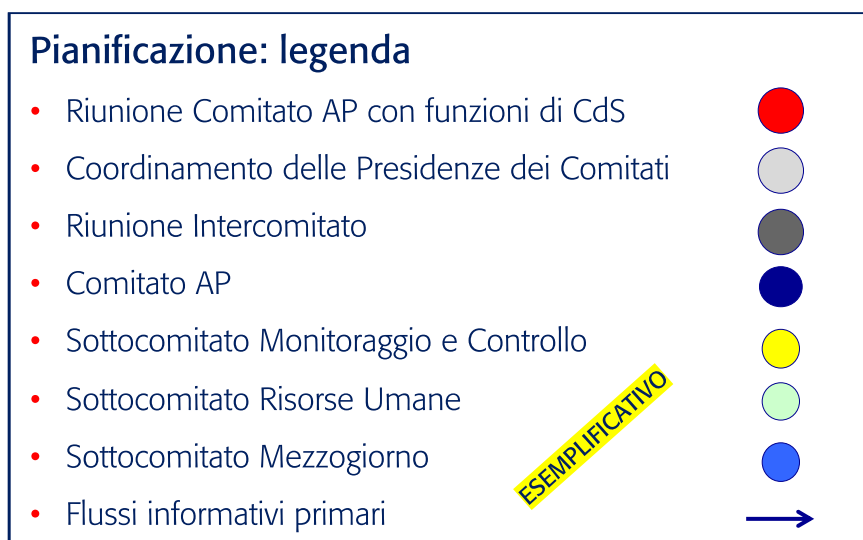 Pianificazione: legenda
• Riunione Comitato AP con funzioni di CdS
• Coordinamento delle Presidenze dei Comitati
• Riunione Intercomitato
• Comitato AP
• Sottocomitato Monitoraggio e Controllo
• Sottocomitato Risorse Umane
• Sottocomitato Mezzogiorno
• Flussi informativi primari
ESEMPLIFICATIVO